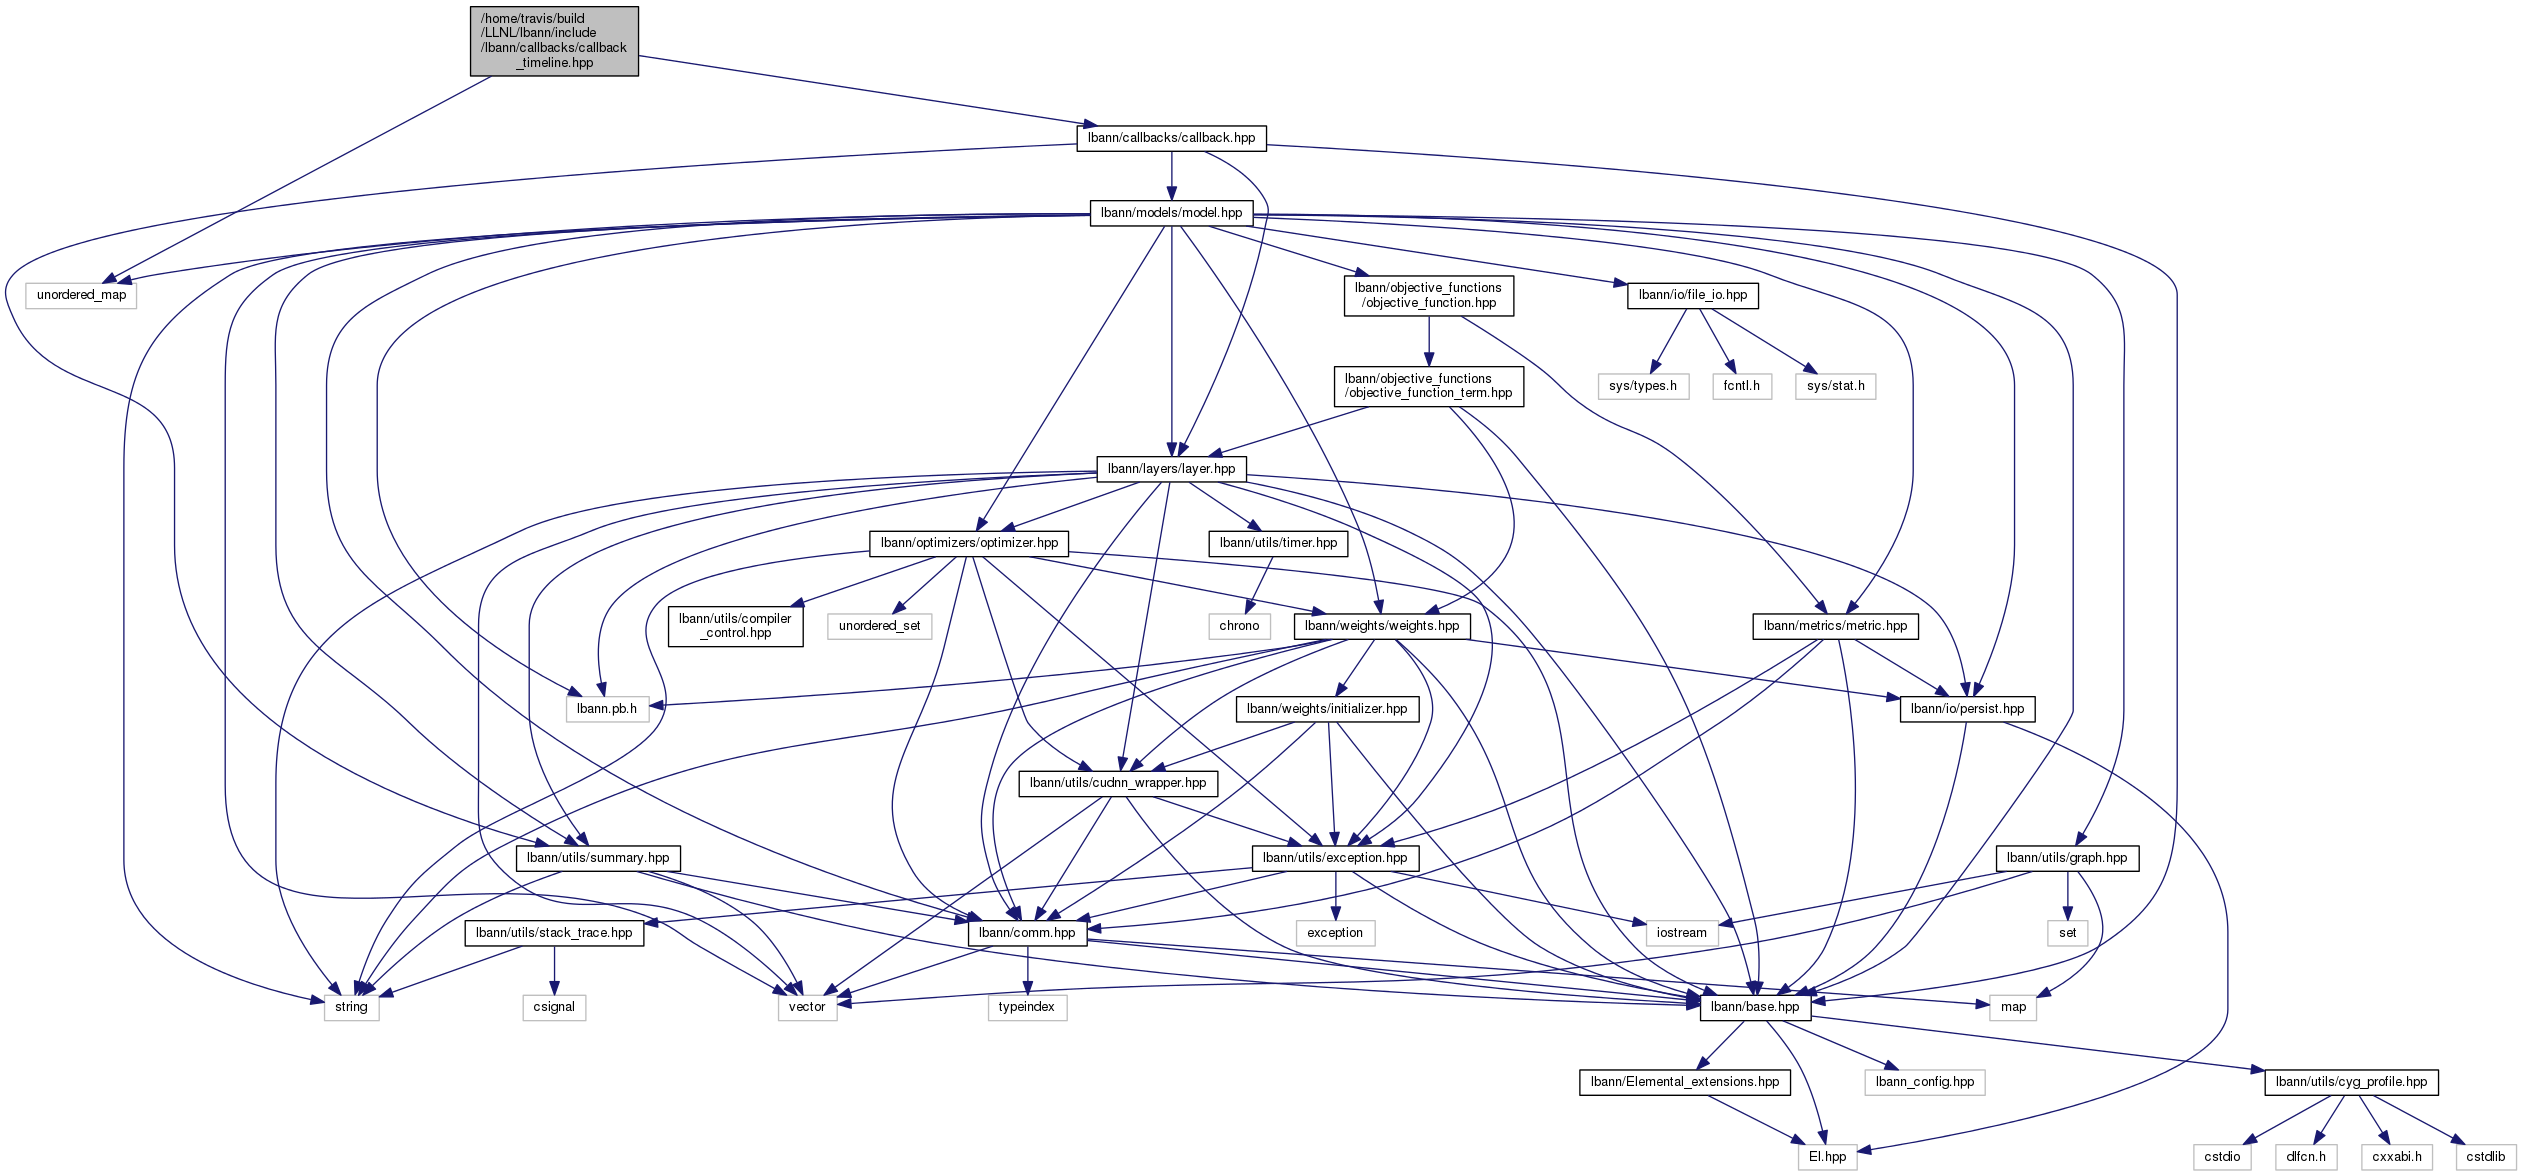 /home/travis/build
/LLNL/lbann/include
/lbann/callbacks/callback
_timeline.hpp
lbann/callbacks/callback.hpp
lbann/models/model.hpp
unordered_map
lbann/objective_functions
/objective_function.hpp
lbann/io/file_io.hpp
lbann/objective_functions
/objective_function_term.hpp
sys/types.h
fcntl.h
sys/stat.h
lbann/layers/layer.hpp
lbann/optimizers/optimizer.hpp
lbann/utils/timer.hpp
lbann/utils/compiler
_control.hpp
unordered_set
chrono
lbann/weights/weights.hpp
lbann/metrics/metric.hpp
lbann.pb.h
lbann/weights/initializer.hpp
lbann/io/persist.hpp
lbann/utils/cudnn_wrapper.hpp
lbann/utils/summary.hpp
lbann/utils/exception.hpp
lbann/utils/graph.hpp
lbann/utils/stack_trace.hpp
lbann/comm.hpp
exception
iostream
set
string
csignal
vector
typeindex
lbann/base.hpp
map
lbann/Elemental_extensions.hpp
lbann_config.hpp
lbann/utils/cyg_profile.hpp
El.hpp
cstdio
dlfcn.h
cxxabi.h
cstdlib